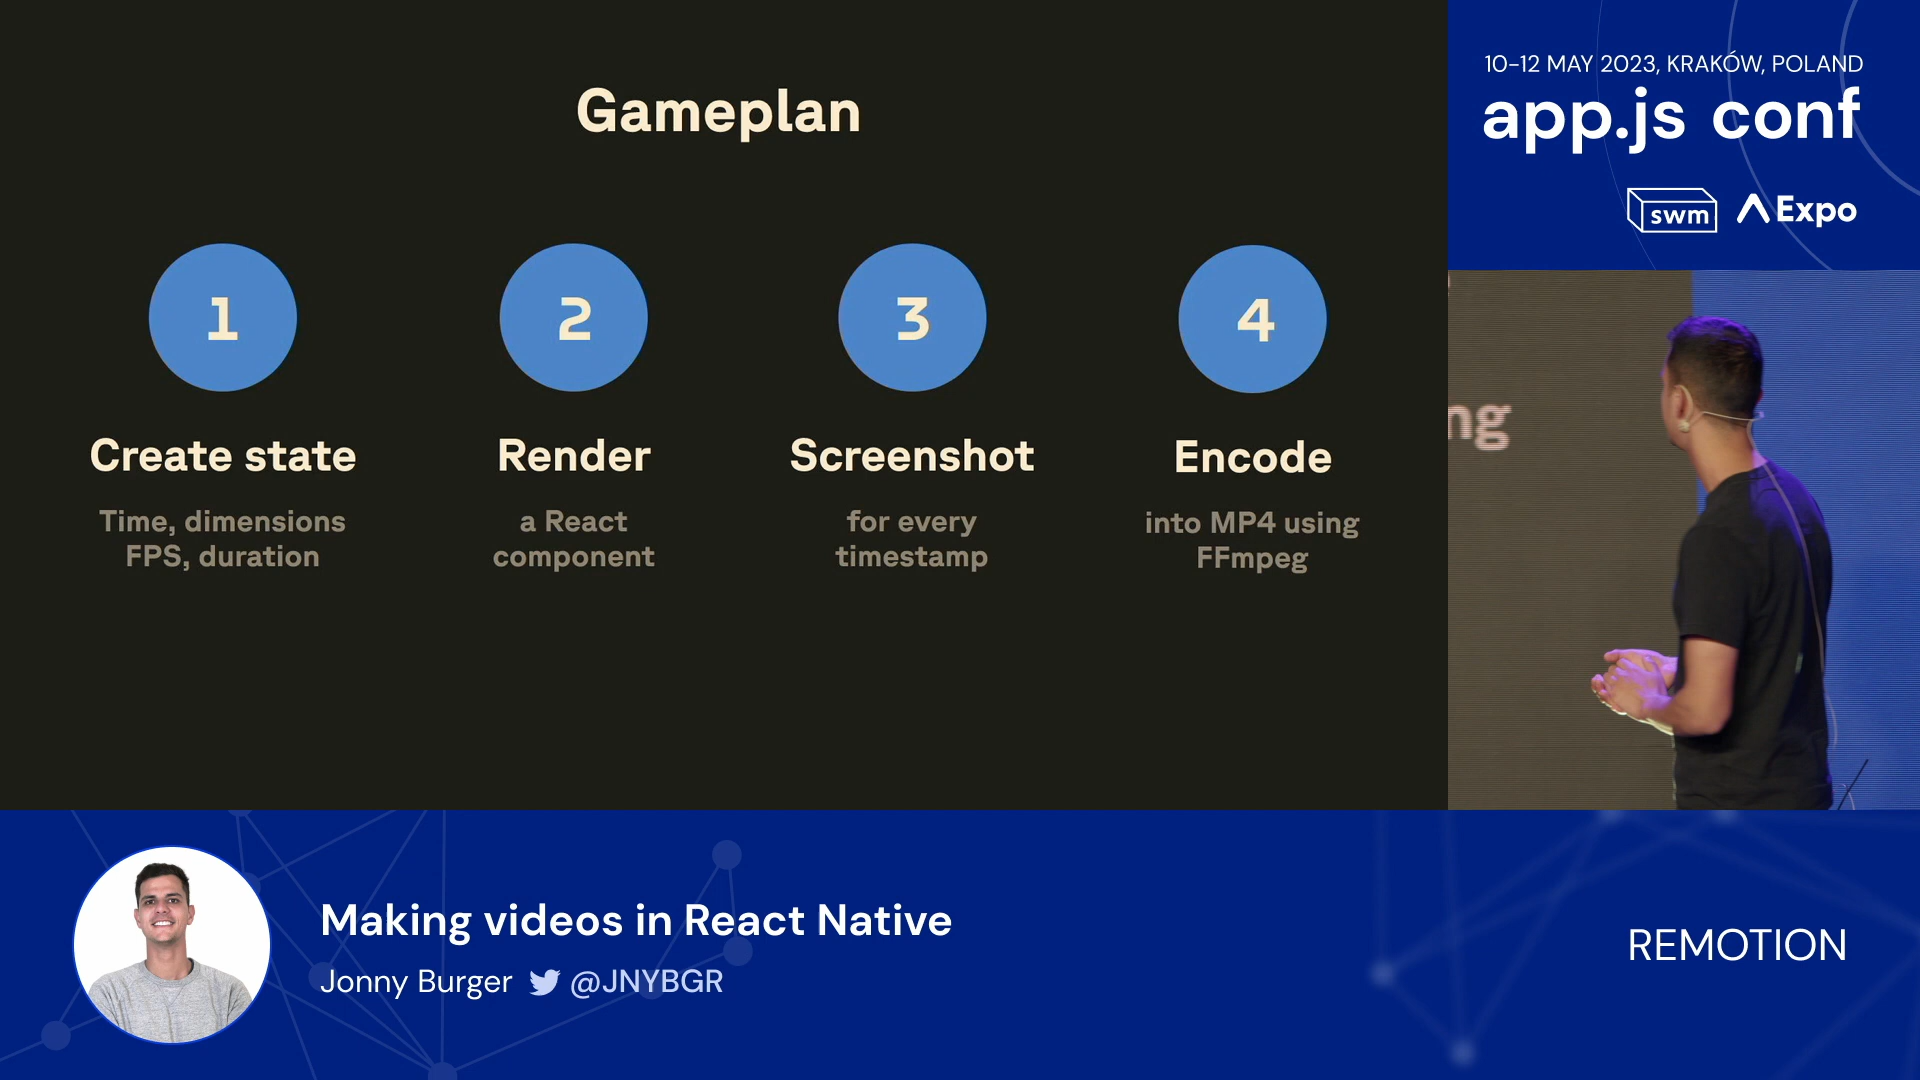 Gameplan
1
2
3
4
Create state
Time, dimensions
FPS, duration
Render
a React
component
Screenshot
for every
timestamp
Encode
into MP4 using
FFmpeg
10-12 MAY 2023, KRAKÓW, POLAND
app.js conf
swm
Expo
ng
Making videos in React Native
Jonny Burger @JNYBGR
REMOTION